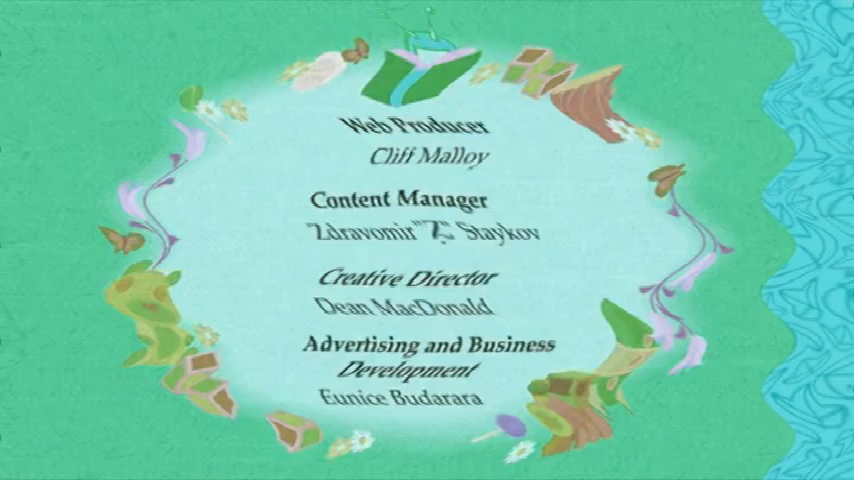 Web Producer
Cliff Malloy
Content Manager
Zdravomir "Z" Staykov
Creative Director
Dean MacDonald
Advertising and Business
Development
Eunice Budarara